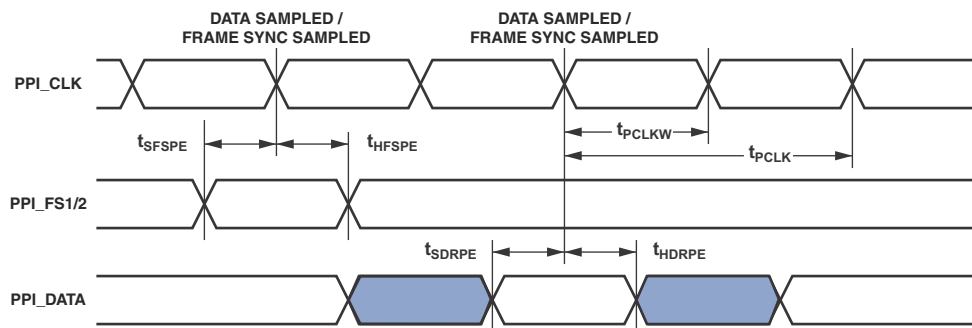 DATA SAMPLED /
FRAME SYNC SAMPLED
DATA SAMPLED /
FRAME SYNC SAMPLED
PPI_CLK
tPCLKW
tSFSPE
tHFSPE
tPCLK
PPI_FS1/2
tSDRPE
tHDRPE
PPI_DATA